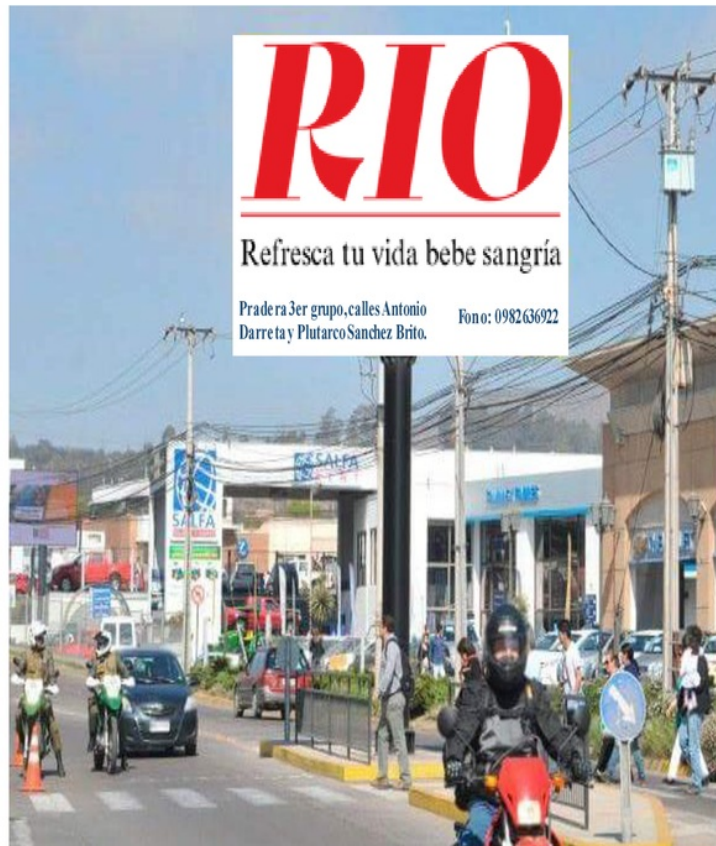 RIO
Refresca tu vida bebe sangría
Pradera 3er grupo, calles Antonio
Darreta y Plutarco Sanchez Brito.
Fono: 0982636922
SALFA
SALFA